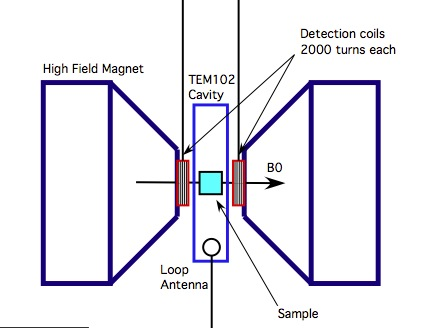 Detection coils
2000 turns each
High Field Magnet
TEM102
Cavity
B0
Loop
Antenna
Sample